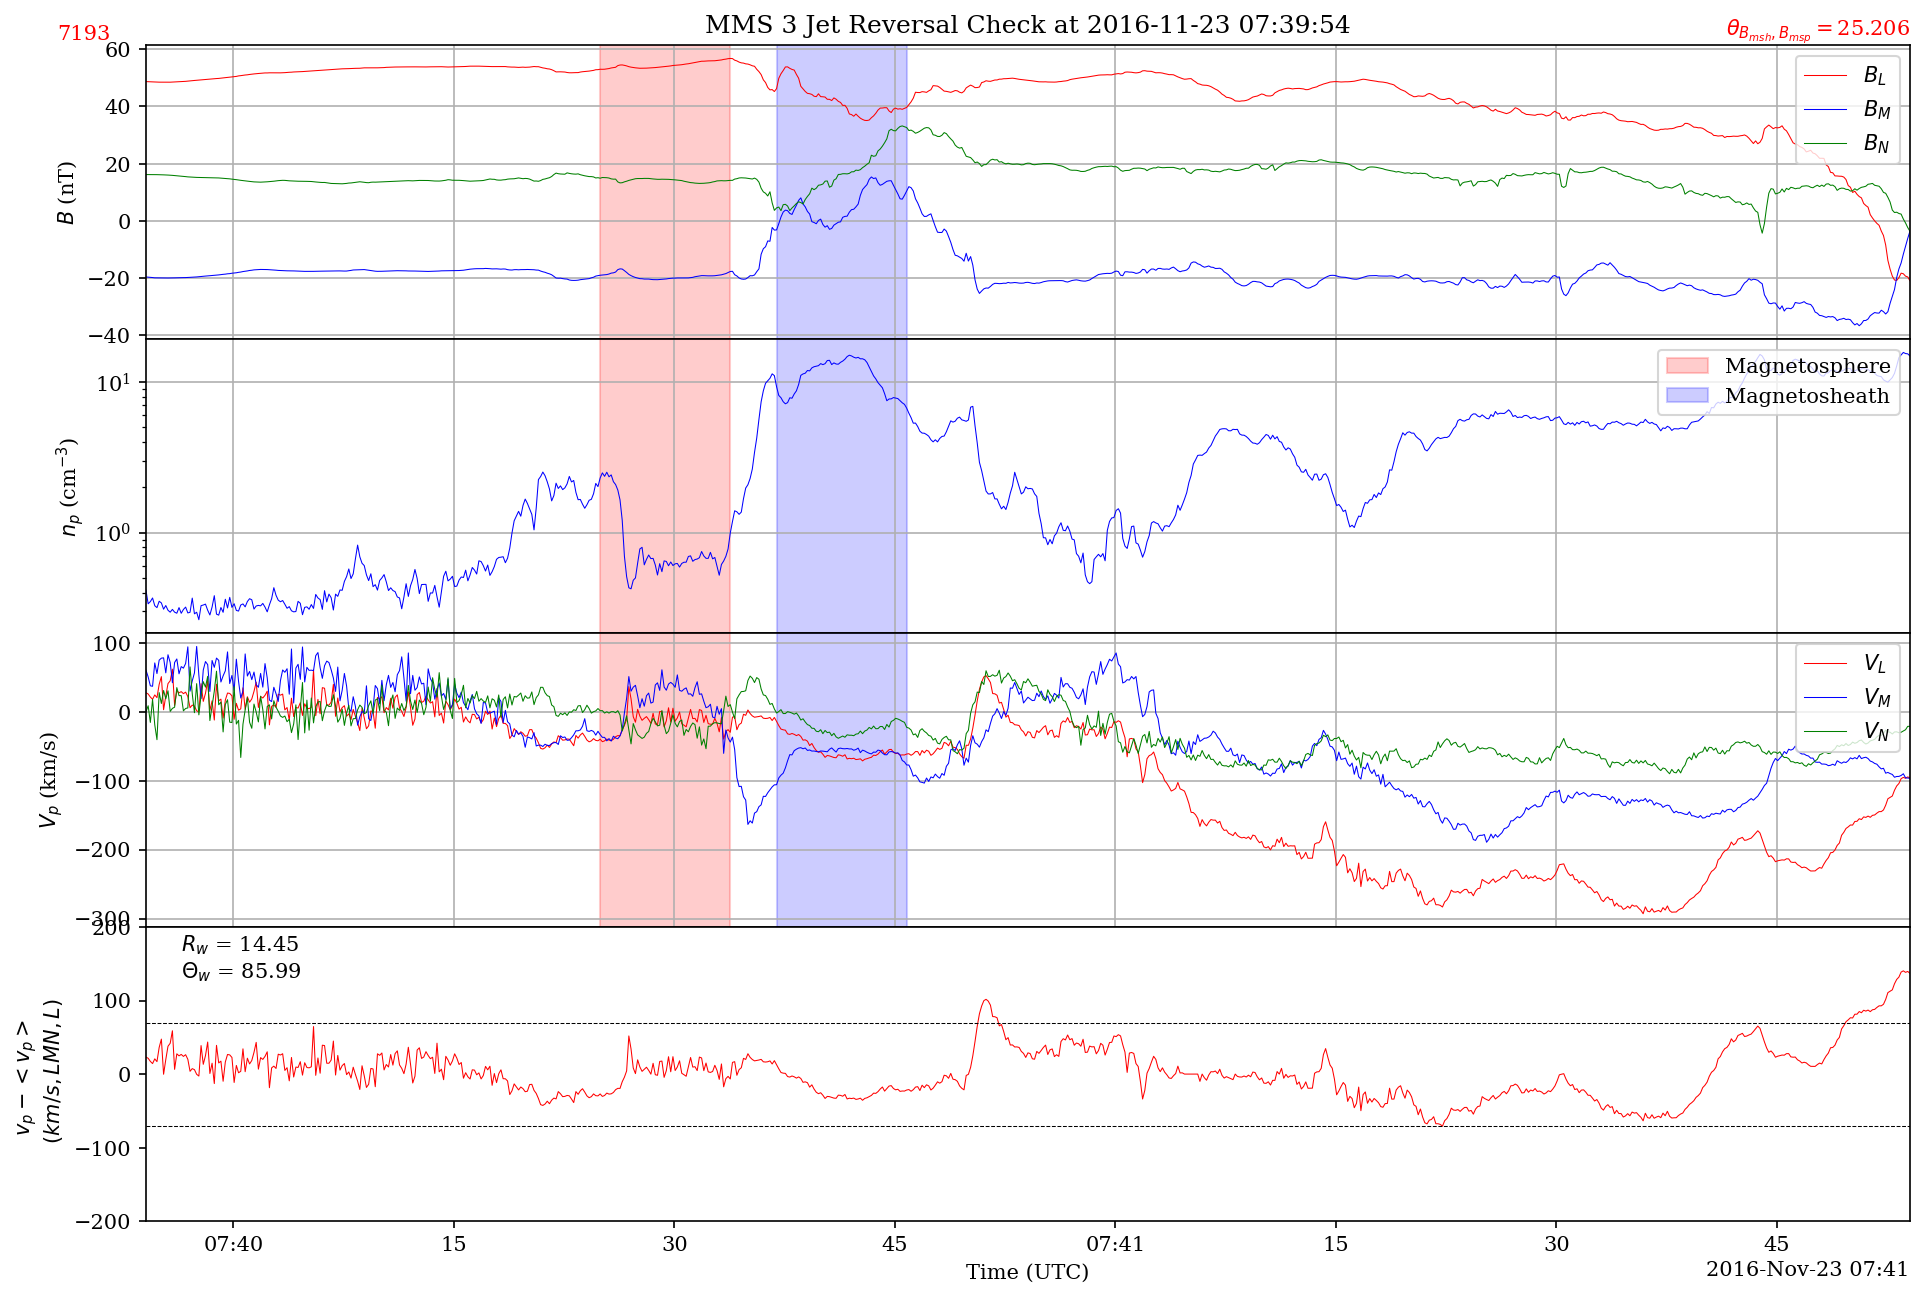 MMS 3 Jet Reversal Check at 2016-11-23 07:39:54
7193
θ_{B_{msh}, B_{msp}} = 25.206
60
40
20
0
−20
−40
B (nT)
B_L
B_M
B_N
10^1
10^0
n_p (cm^{−3})
Magnetosphere
Magnetosheath
100
0
−100
−200
−300
V_p (km/s)
V_L
V_M
V_N
200
100
0
−100
−200
v_p − < v_p >
(km/s, LMN, L)
R_w = 14.45
Θ_w = 85.99
07:40 15 30 45 07:41 15 30 45
Time (UTC)
2016-Nov-23 07:41